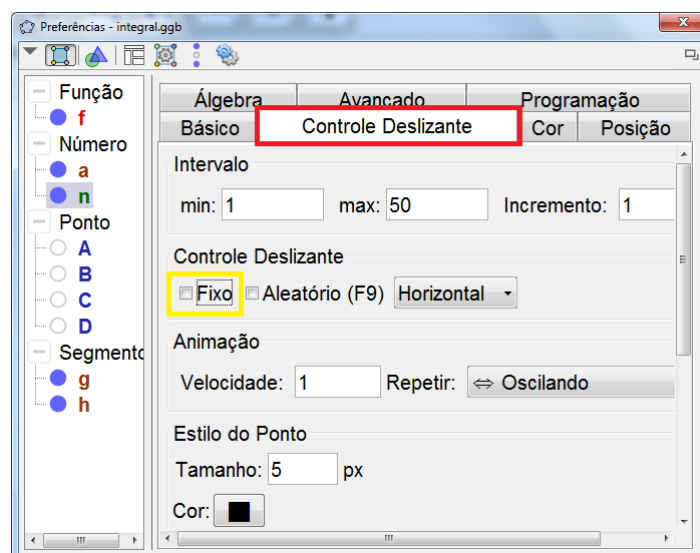 Preferências - integral.ggb
Função
f
Número
a
n
Ponto
A
B
C
D
Segmento
g
h
Álgebra Avançado Programação
Básico Controle Deslizante Cor Posição
Intervalo
min: 1 max: 50 Incremento: 1
Controle Deslizante
Fixo Aleatório (F9) Horizontal
Animação
Velocidade: 1 Repetir: ⇔ Oscilando
Estilo do Ponto
Tamanho: 5 px
Cor: